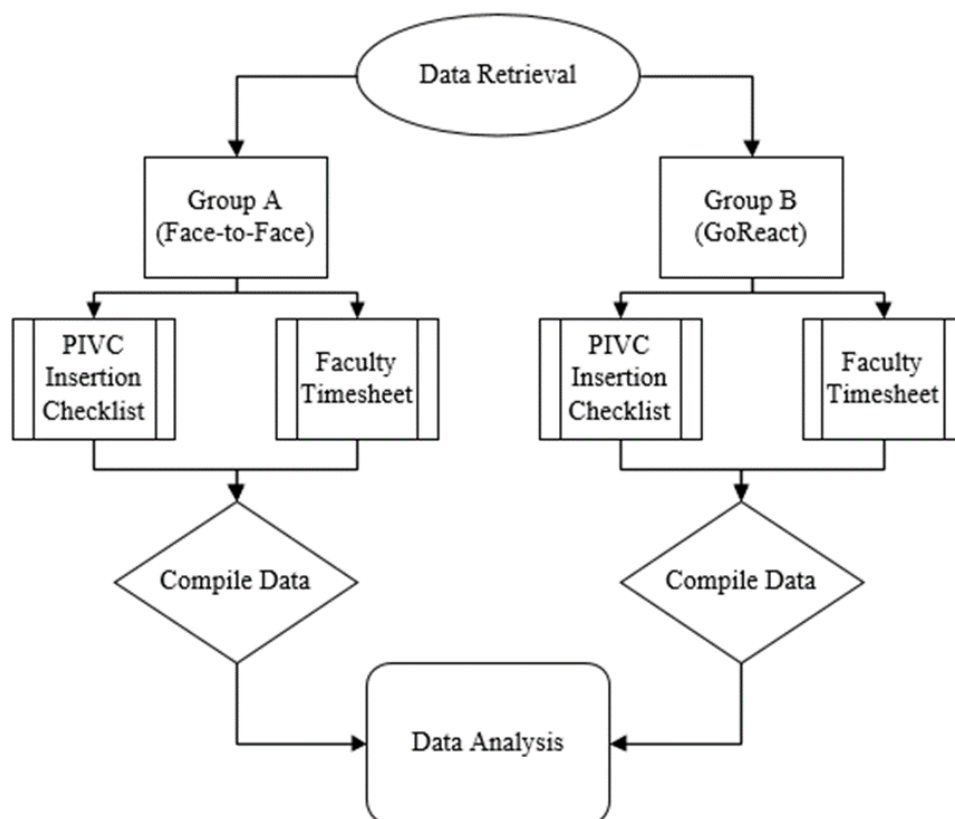 Data Retrieval
Group A
(Face-to-Face)
Group B
(GoReact)
PIVC
Insertion
Checklist
Faculty
Timesheet
PIVC
Insertion
Checklist
Faculty
Timesheet
Compile Data
Compile Data
Data Analysis